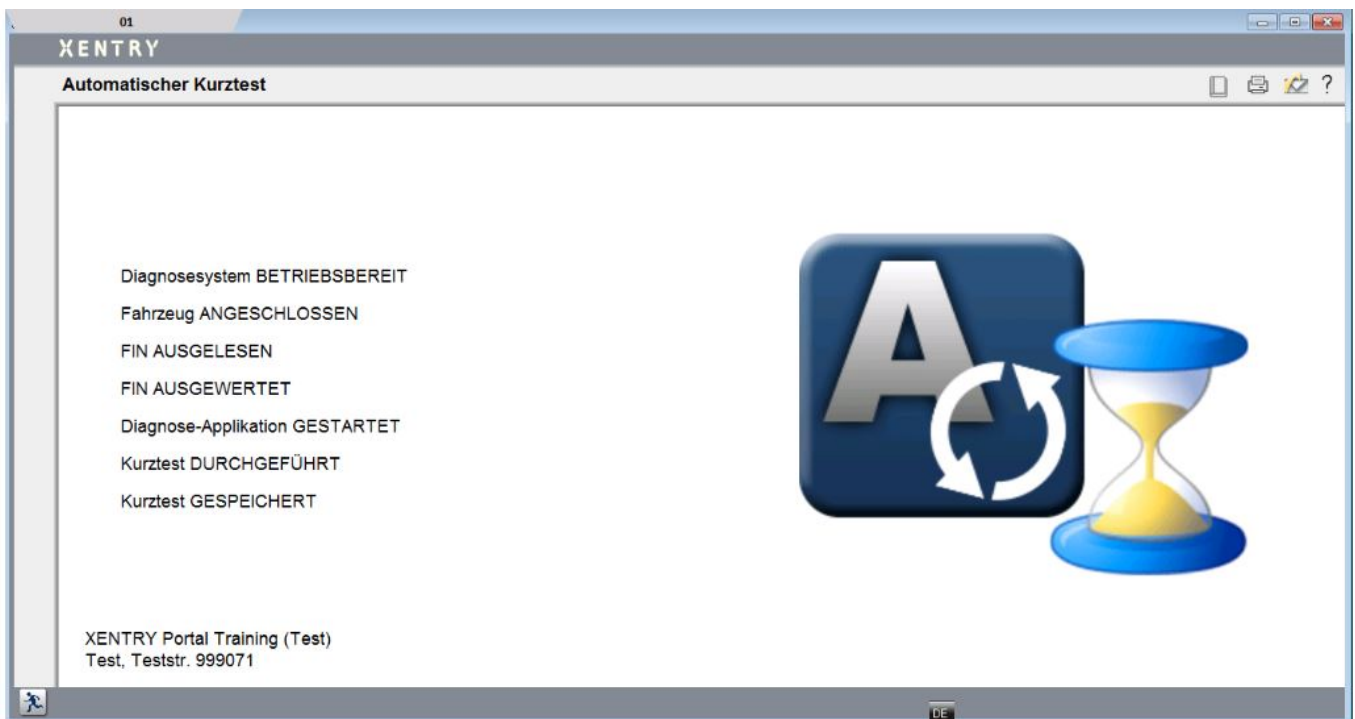 01
XENTRY
Automatischer Kurztest
?
Diagnosesystem BETRIEBSBEREIT
Fahrzeug ANGESCHLOSSEN
FIN AUSGELESEN
FIN AUSGEWERTET
Diagnose-Applikation GESTARTET
Kurztest DURCHGEFÜHRT
Kurztest GESPEICHERT
A
XENTRY Portal Training (Test)
Test, Teststr. 999071
DE